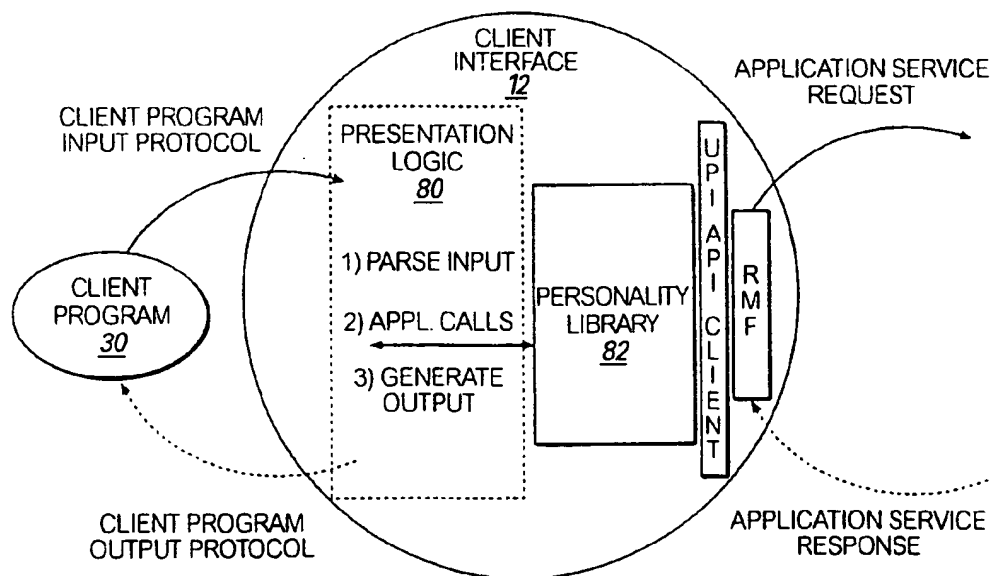 CLIENT
INTERFACE
12
APPLICATION SERVICE
REQUEST
CLIENT PROGRAM
INPUT PROTOCOL
PRESENTATION
LOGIC
80
1) PARSE INPUT
2) APPL. CALLS
3) GENERATE
OUTPUT
CLIENT
PROGRAM
30
PERSONALITY
LIBRARY
82
UPI API CLIENT
RMF
CLIENT PROGRAM
OUTPUT PROTOCOL
APPLICATION SERVICE
RESPONSE